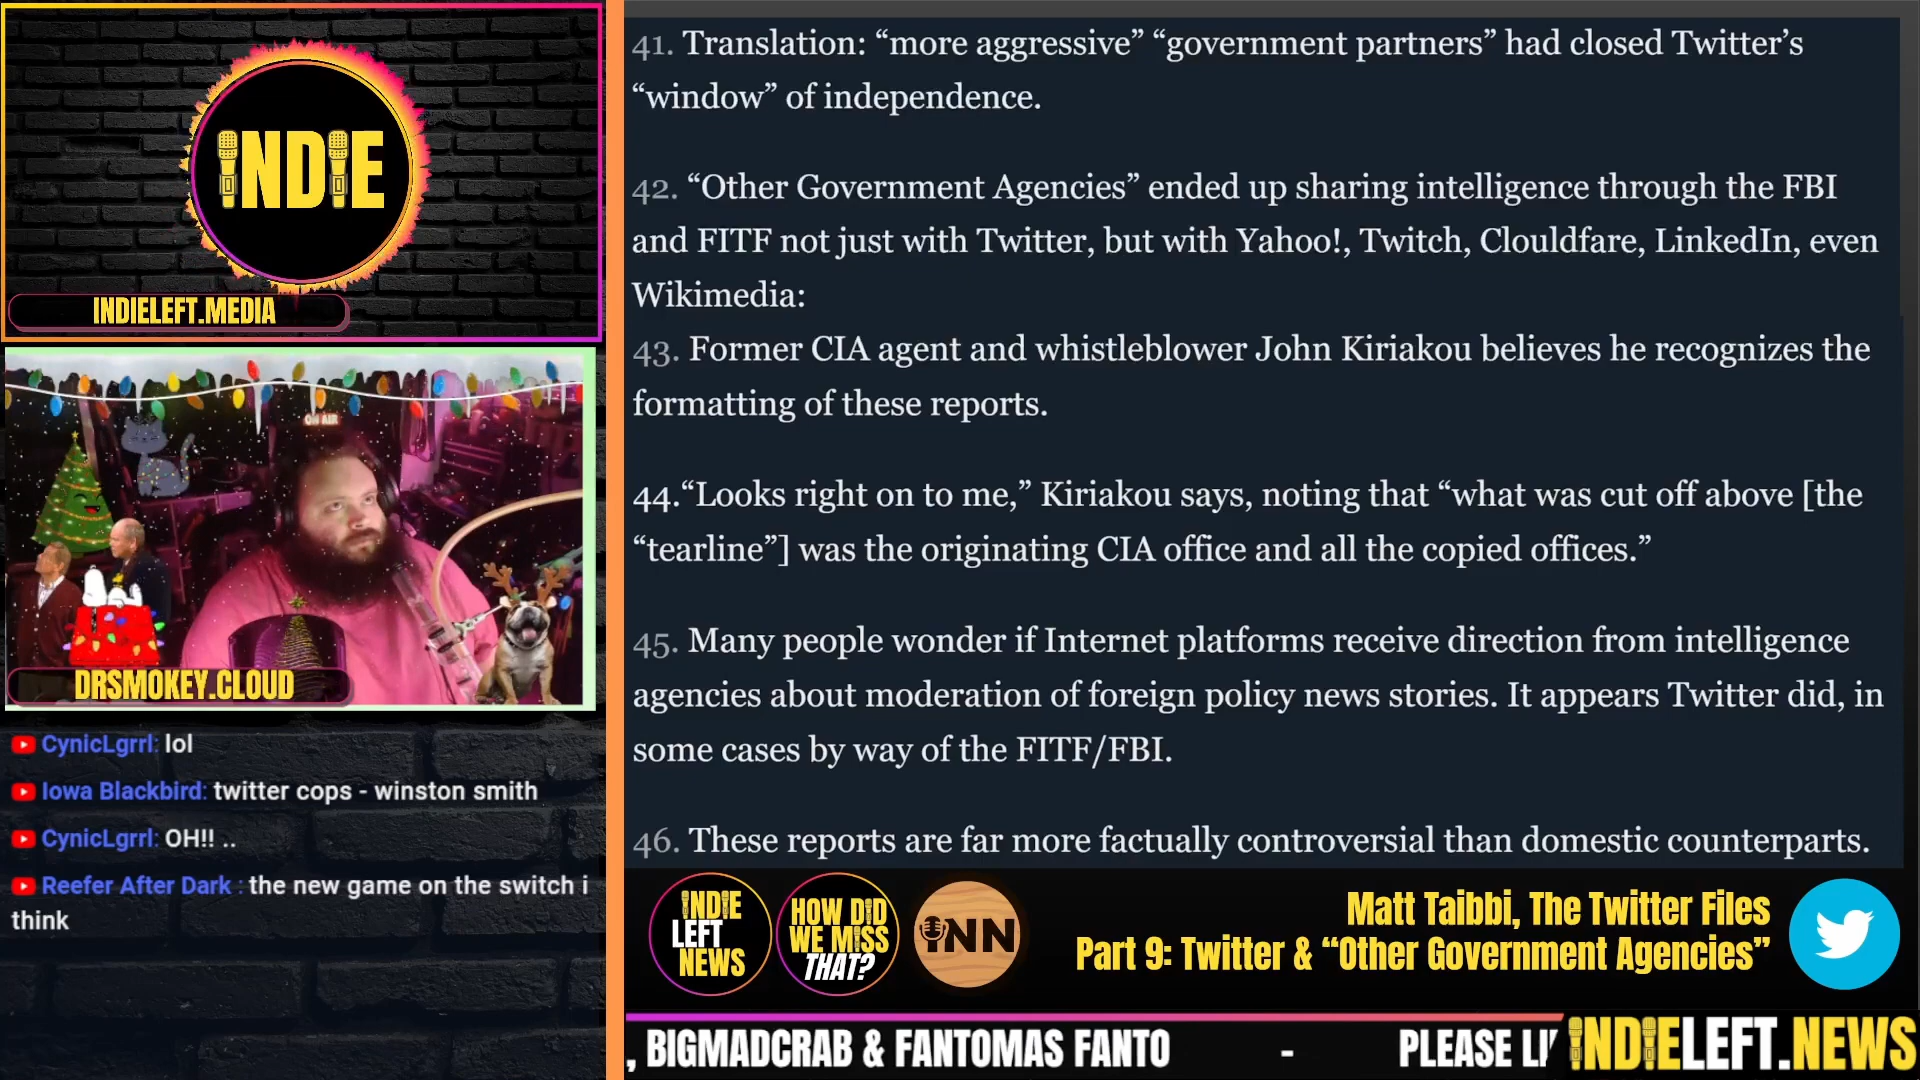 INDIE
INDIELEFT.MEDIA
ON AIR
DRSMOKEY.CLOUD
CynicLgrrl: lol
Iowa Blackbird: twitter cops - winston smith
CynicLgrrl: OH!! ..
Reefer After Dark : the new game on the switch i
think
41. Translation: “more aggressive” “government partners” had closed Twitter’s
“window” of independence.
42. “Other Government Agencies” ended up sharing intelligence through the FBI
and FITF not just with Twitter, but with Yahoo!, Twitch, Clouldfare, LinkedIn, even
Wikimedia:
43. Former CIA agent and whistleblower John Kiriakou believes he recognizes the
formatting of these reports.
44.“Looks right on to me,” Kiriakou says, noting that “what was cut off above [the
“tearline”] was the originating CIA office and all the copied offices.”
45. Many people wonder if Internet platforms receive direction from intelligence
agencies about moderation of foreign policy news stories. It appears Twitter did, in
some cases by way of the FITF/FBI.
46. These reports are far more factually controversial than domestic counterparts.
INDIE
LEFT
NEWS
HOW DID
WE MISS
THAT?
INN
Matt Taibbi, The Twitter Files
Part 9: Twitter & “Other Government Agencies”
, BIGMADCRAB & FANTOMAS FANTO - PLEASE LI
INDIELEFT.NEWS